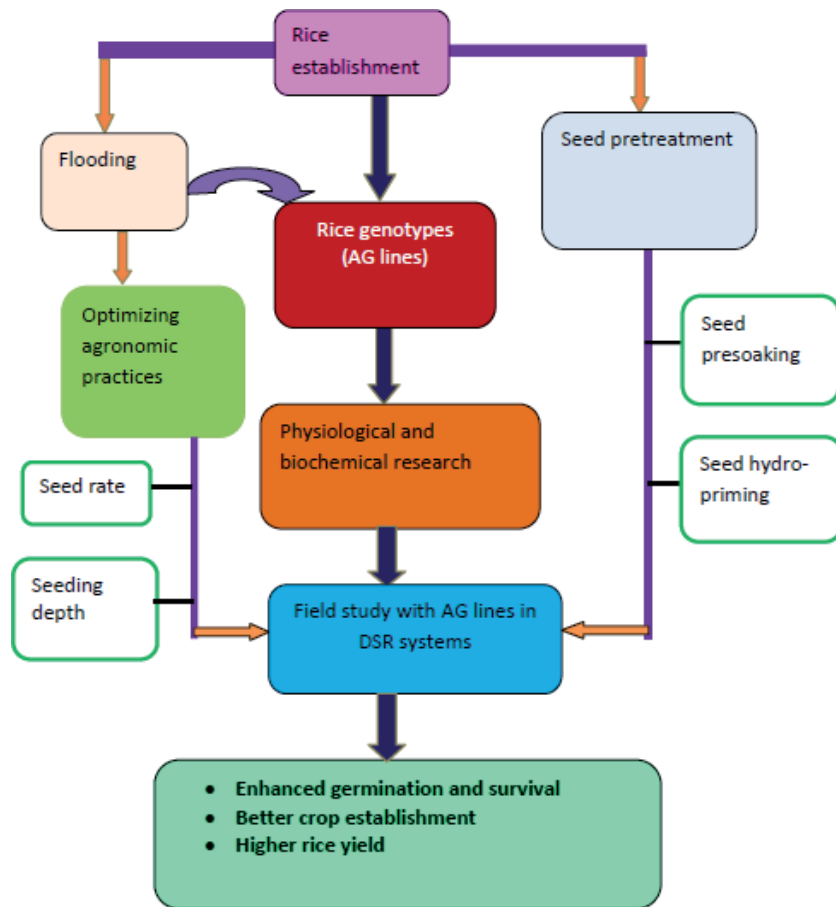 Rice
establishment
Flooding
Seed pretreatment
Rice genotypes
(AG lines)
Optimizing
agronomic
practices
Seed
presoaking
Physiological and
biochemical research
Seed rate
Seed hydro-
priming
Seeding
depth
Field study with AG lines in
DSR systems
• Enhanced germination and survival
• Better crop establishment
• Higher rice yield